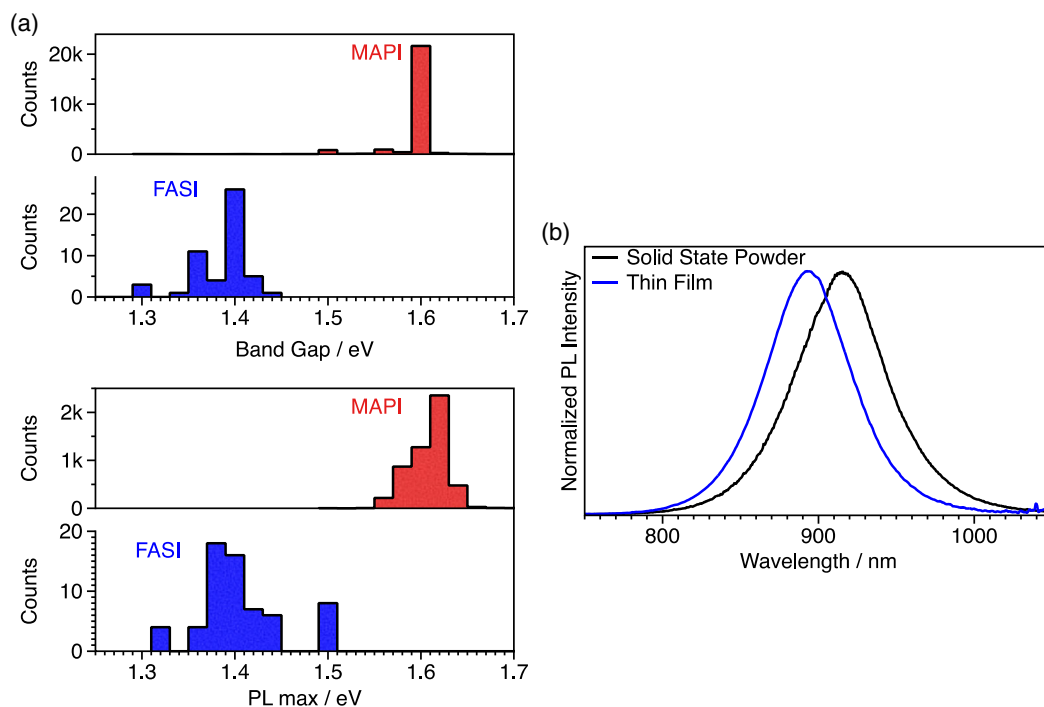 (a)
20k
10k
0
Counts
MAPI
20
10
0
Counts
FASI
1.3 1.4 1.5 1.6 1.7
Band Gap / eV
2k
1k
0
Counts
MAPI
20
10
0
Counts
FASI
1.3 1.4 1.5 1.6 1.7
PL max / eV
(b)
Solid State Powder
Thin Film
Normalized PL Intensity
800 900 1000
Wavelength / nm